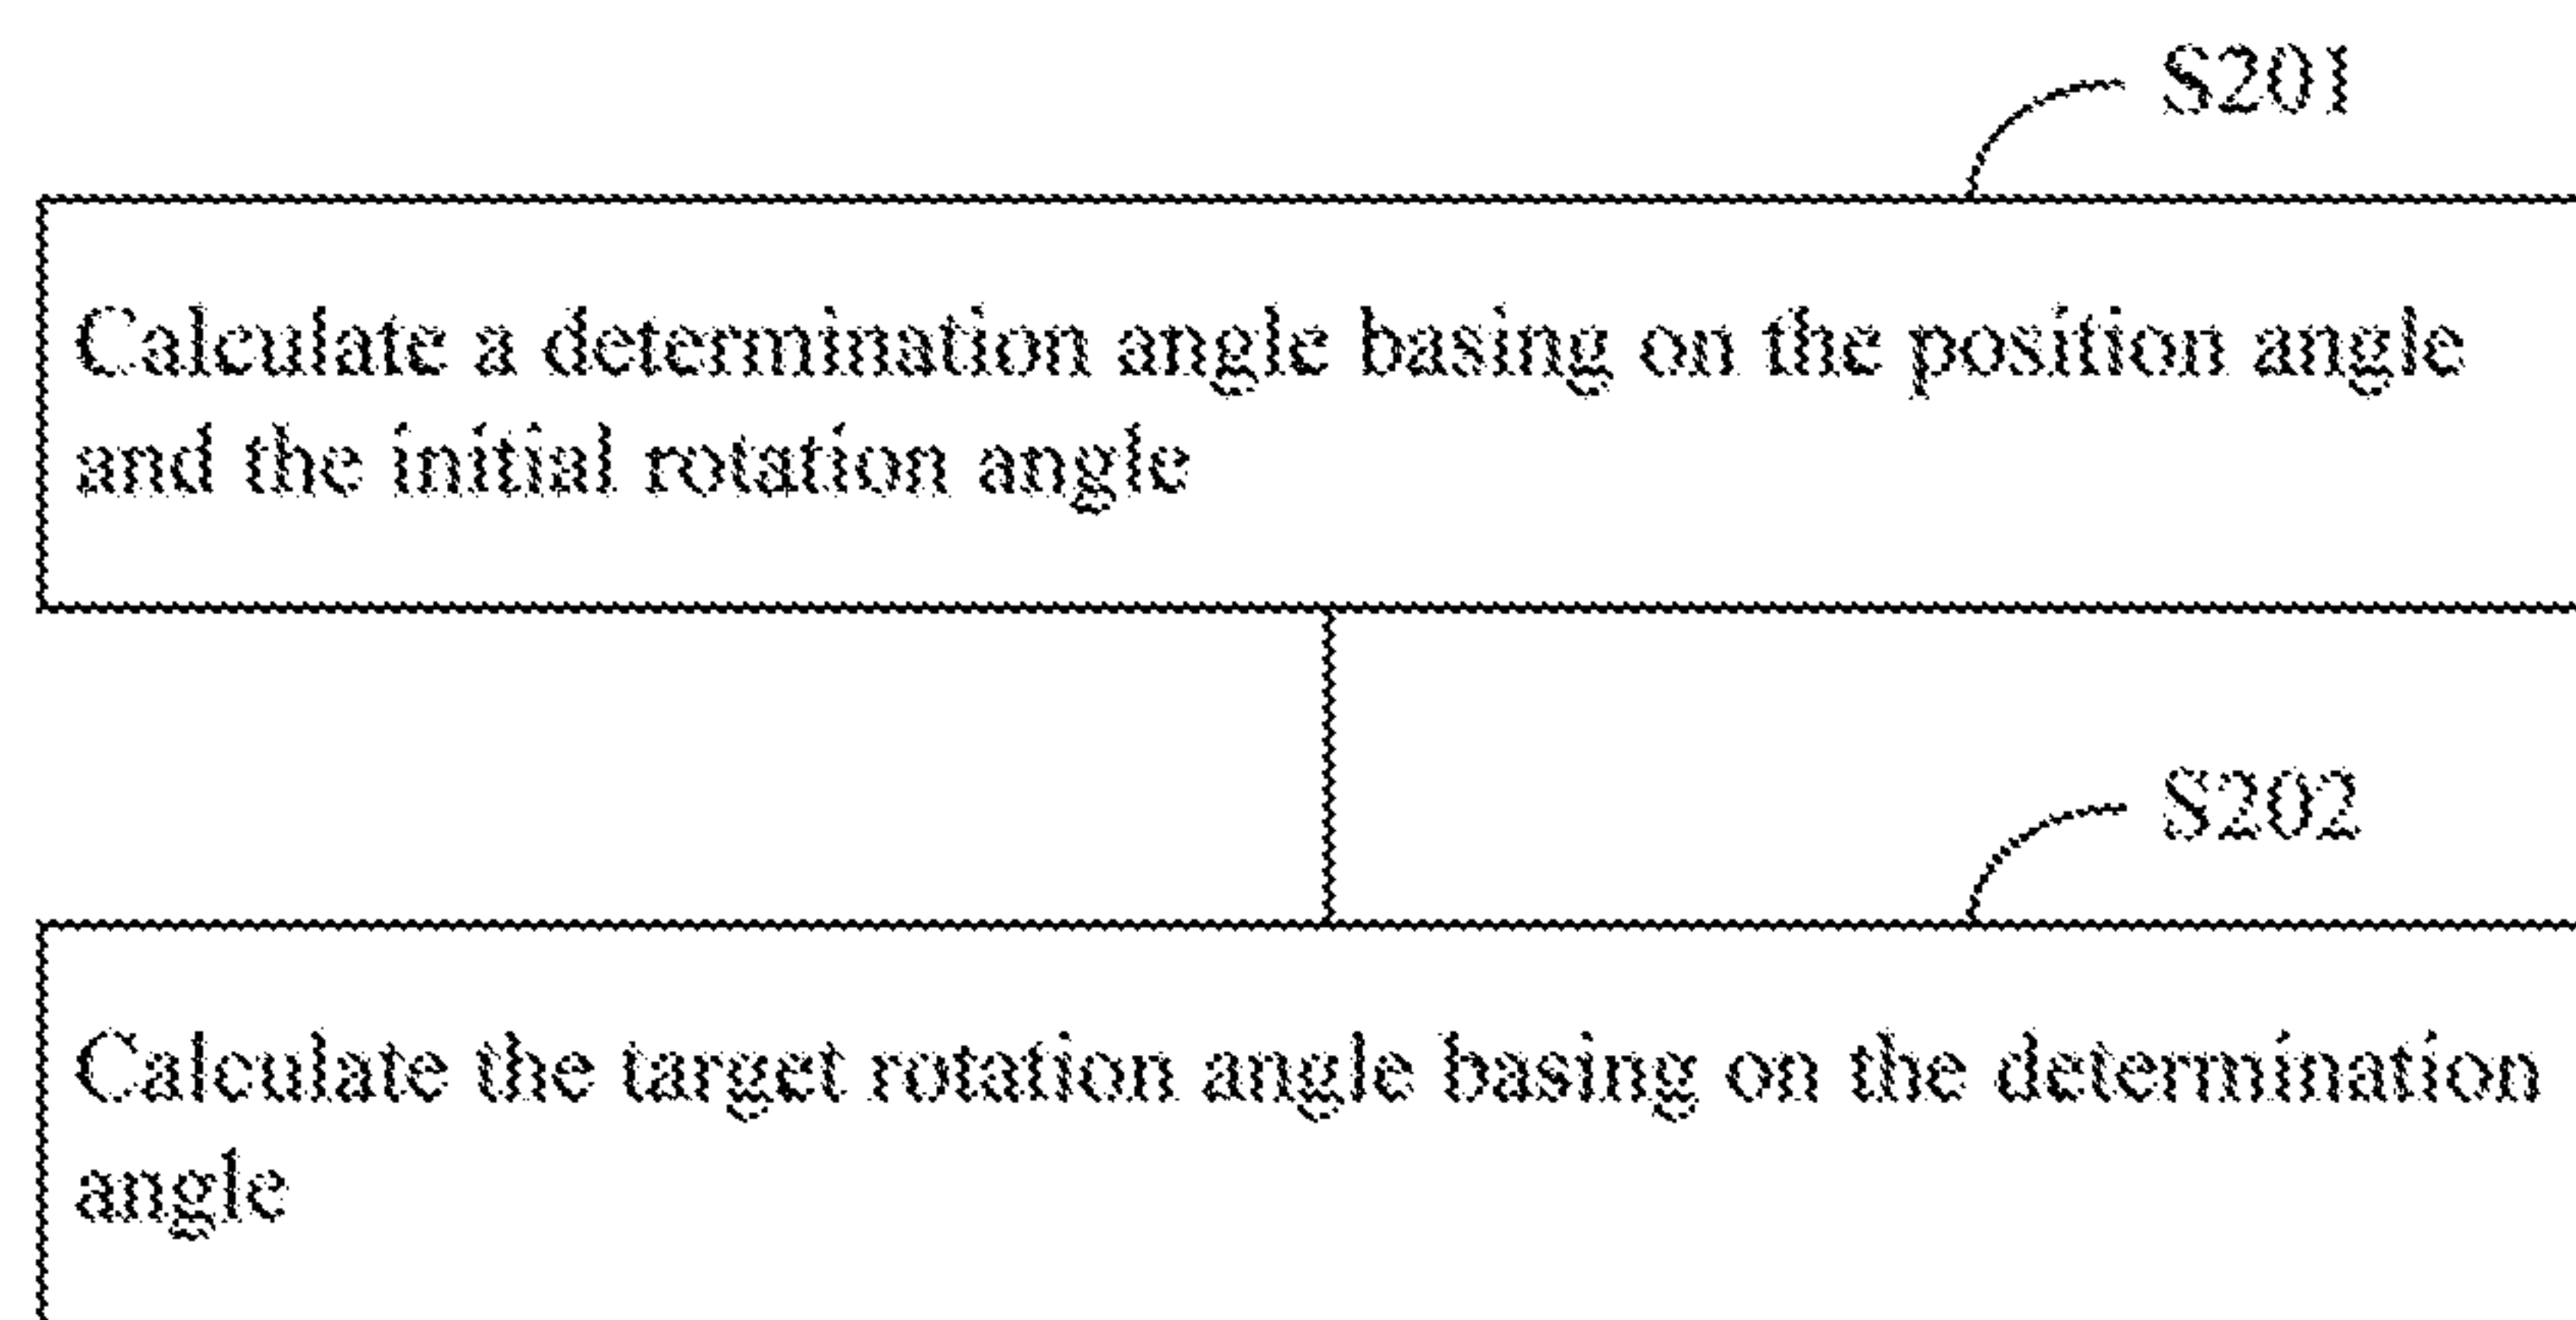 S201
Calculate a determination angle basing on the position angle
and the initial rotation angle
S202
Calculate the target rotation angle basing on the determination
angle